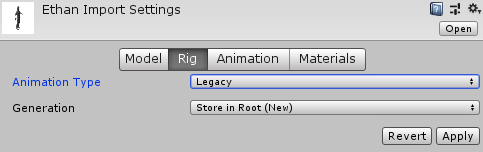 Ethan Import Settings
Open
Model Rig Animation Materials
Animation Type Legacy
Generation Store in Root (New)
Revert Apply